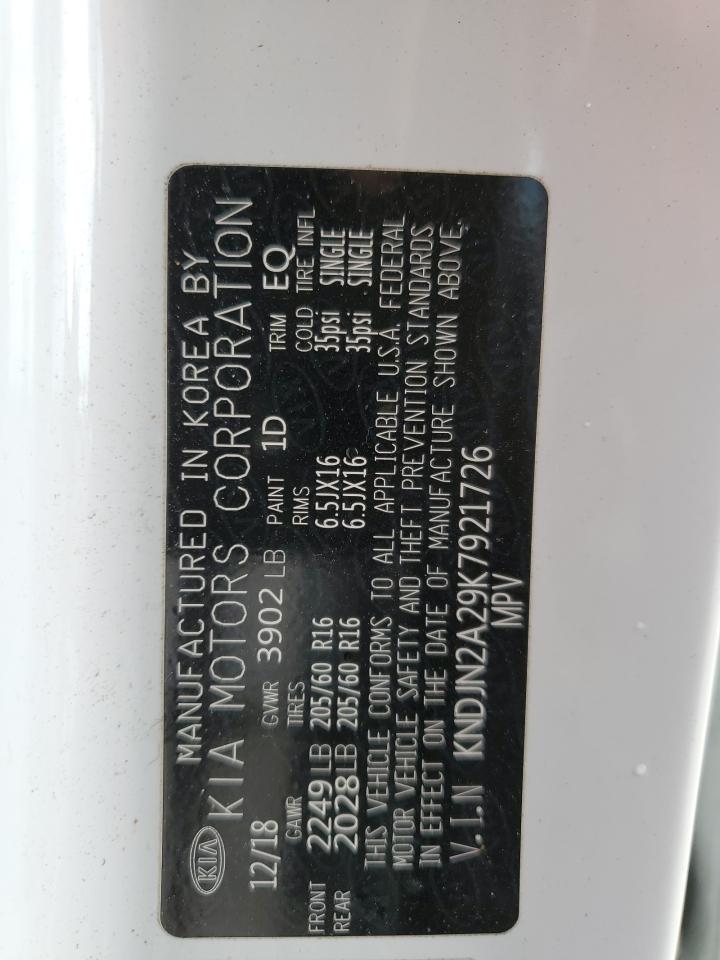 KIA
MANUFACTURED IN KOREA BY
KIA MOTORS CORPORATION
12/18 GVWR 3902 LB PAINT 1D TRIM EQ
GAWR TIRES RIMS COLD TIRE INFL
FRONT 2249 LB 205/60 R16 6.5JX16 35psi SINGLE
REAR 2028 LB 205/60 R16 6.5JX16 35psi SINGLE
THIS VEHICLE CONFORMS TO ALL APPLICABLE U.S.A. FEDERAL
MOTOR VEHICLE SAFETY AND THEFT PREVENTION STANDARDS
IN EFFECT ON THE DATE OF MANUFACTURE SHOWN ABOVE.
V.I.N KNDJN2A29K7921726
MPV